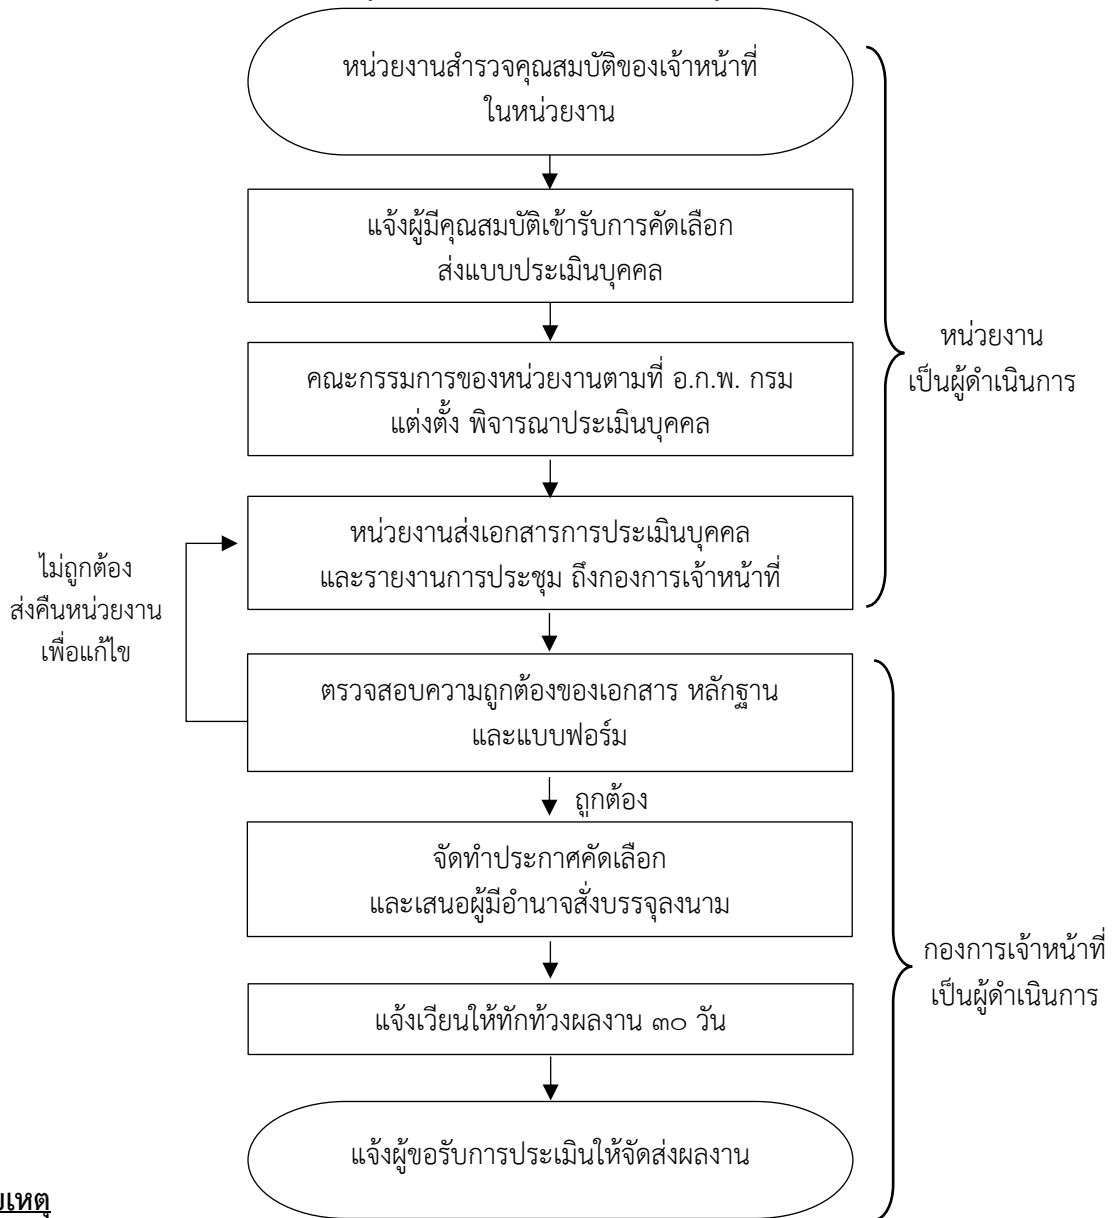 หน่วยงานสำรวจคุณสมบัติของเจ้าหน้าที่
ในหน่วยงาน
แจ้งผู้มีคุณสมบัติเข้ารับการคัดเลือก
ส่งแบบประเมินบุคคล
หน่วยงาน
เป็นผู้ดำเนินการ
คณะกรรมการของหน่วยงานตามที่ อ.ก.พ. กรม
แต่งตั้ง พิจารณาประเมินบุคคล
หน่วยงานส่งเอกสารการประเมินบุคคล
และรายงานการประชุม ถึงกองการเจ้าหน้าที่
ไม่ถูกต้อง
ส่งคืนหน่วยงาน
เพื่อแก้ไข
ตรวจสอบความถูกต้องของเอกสาร หลักฐาน
และแบบฟอร์ม
ถูกต้อง
จัดทำประกาศคัดเลือก
และเสนอผู้มีอำนาจสั่งบรรจุลงนาม
กองการเจ้าหน้าที่
เป็นผู้ดำเนินการ
แจ้งเวียนให้ทักท้วงผลงาน ๓๐ วัน
แจ้งผู้ขอรับการประเมินให้จัดส่งผลงาน